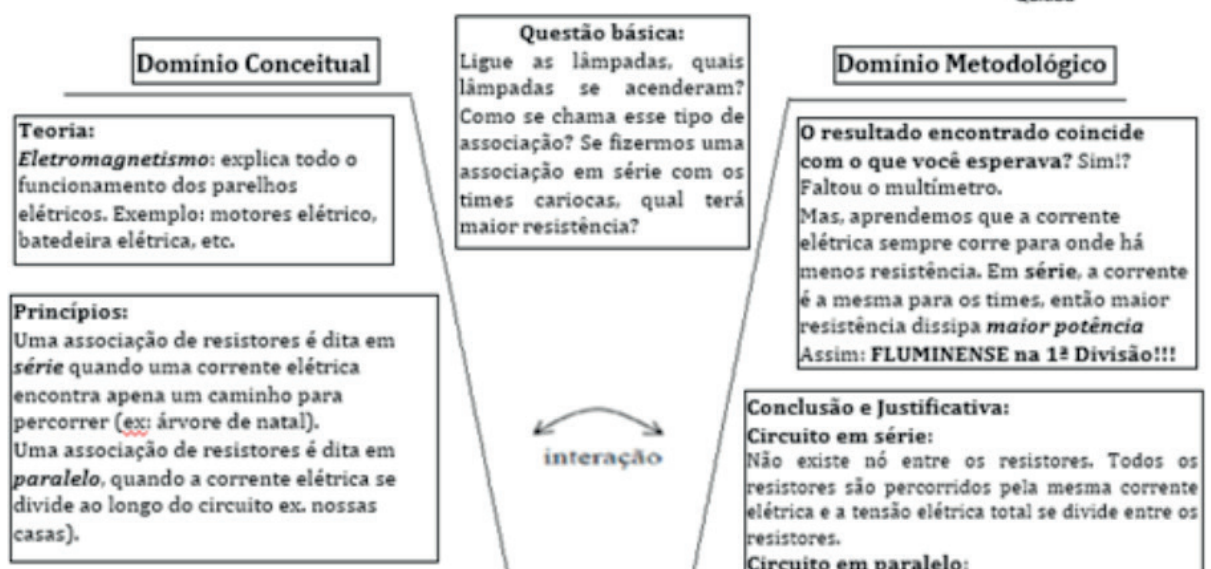 Domínio Conceitual
Teoria:
Eletromagnetismo: explica todo o
funcionamento dos parelhos
elétricos. Exemplo: motores elétrico,
batedeira elétrica, etc.
Princípios:
Uma associação de resistores é dita em
série quando uma corrente elétrica
encontra apena um caminho para
percorrer (ex: árvore de natal).
Uma associação de resistores é dita em
paralelo, quando a corrente elétrica se
divide ao longo do circuito ex. nossas
casas).
Questão básica:
Ligue as lâmpadas, quais
lâmpadas se acenderam?
Como se chama esse tipo de
associação? Se fizermos uma
associação em série com os
times cariocas, qual terá
maior resistência?
interação
Domínio Metodológico
O resultado encontrado coincide
com o que você esperava? Sim!?
Faltou o multímetro.
Mas, aprendemos que a corrente
elétrica sempre corre para onde há
menos resistência. Em série, a corrente
é a mesma para os times, então maior
resistência dissipa maior potência
Assim: FLUMINENSE na 1ª Divisão!!!
Conclusão e Justificativa:
Circuito em série:
Não existe nó entre os resistores. Todos os
resistores são percorridos pela mesma corrente
elétrica e a tensão elétrica total se divide entre os
resistores.
Circuito em paralelo: